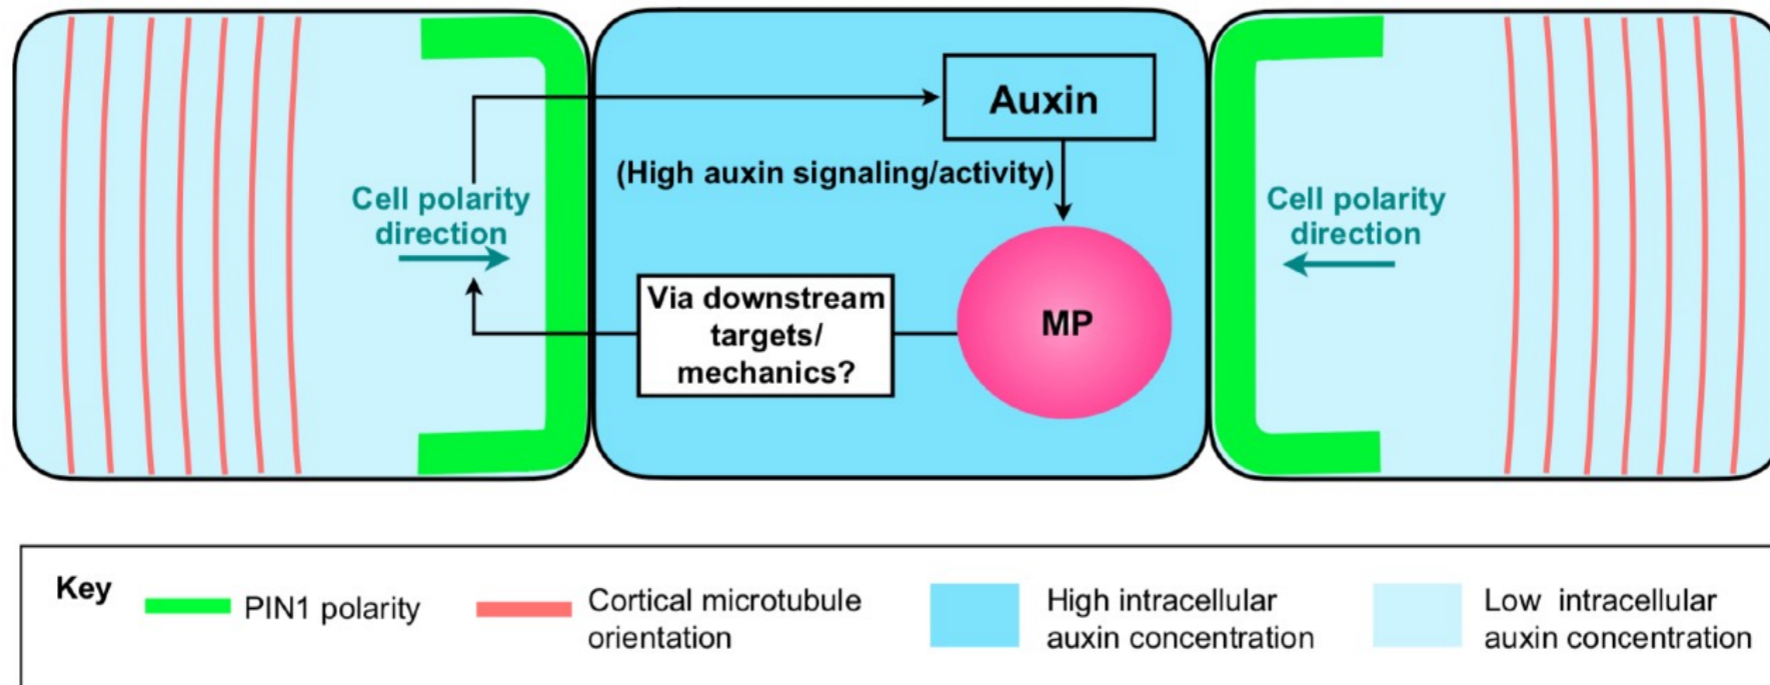 Auxin
(High auxin signaling/activity)
Cell polarity
direction
Cell polarity
direction
Via downstream
targets/
mechanics?
MP
Key
PIN1 polarity
Cortical microtubule
orientation
High intracellular
auxin concentration
Low intracellular
auxin concentration